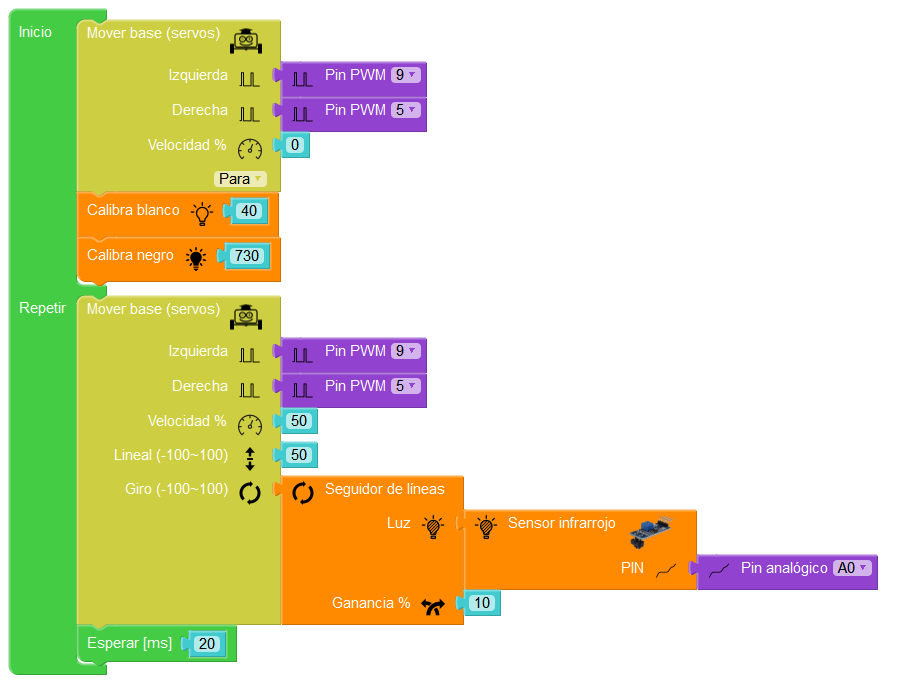 Inicio
Mover base (servos)
Izquierda Pin PWM 9
Derecha Pin PWM 5
Velocidad % 0
Para
Calibra blanco 40
Calibra negro 730
Repetir
Mover base (servos)
Izquierda Pin PWM 9
Derecha Pin PWM 5
Velocidad % 50
Lineal (-100~100) 50
Giro (-100~100) Seguidor de líneas
Luz Sensor infrarrojo
PIN Pin analógico A0
Ganancia % 10
Esperar [ms] 20